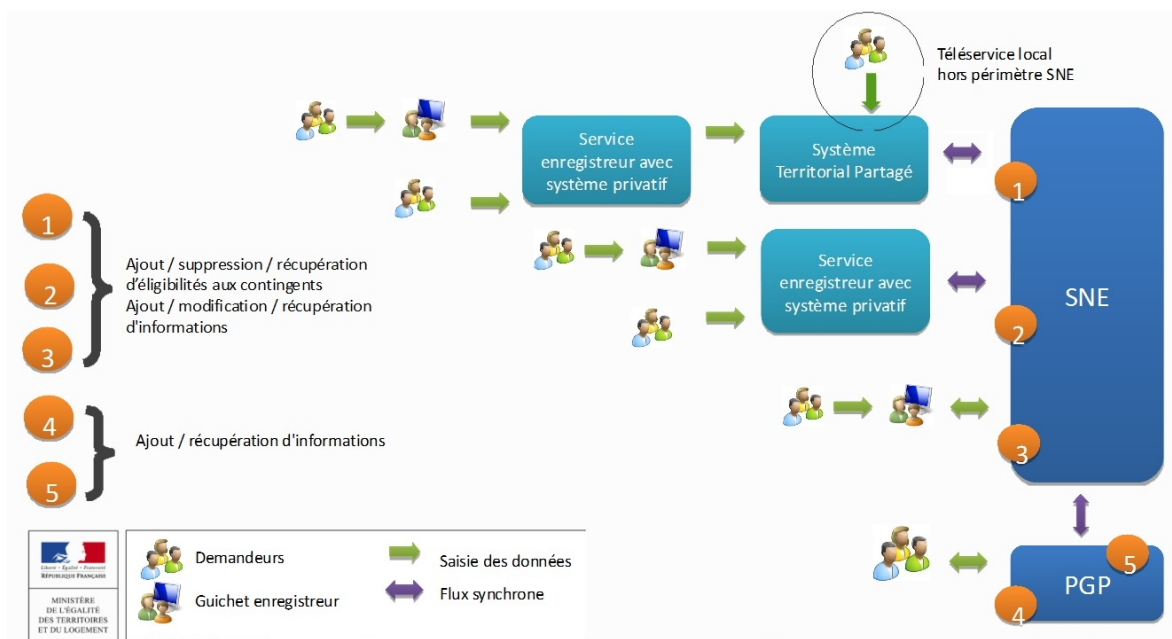 Téléservice local
hors périmètre SNE
Service
enregistreur avec
système privatif
Système
Territorial Partagé
1
1
Ajout / suppression / récupération
d'éligibilités aux contingents
Ajout / modification / récupération
d'informations
2
3
Service
enregistreur avec
système privatif
SNE
2
3
4
Ajout / récupération d'informations
5
5
PGP
4
Liberté • Égalité • Fraternité
RÉPUBLIQUE FRANÇAISE
MINISTÈRE
DE L'ÉGALITÉ
DES TERRITOIRES
ET DU LOGEMENT
Demandeurs
Saisie des données
Guichet enregistreur
Flux synchrone